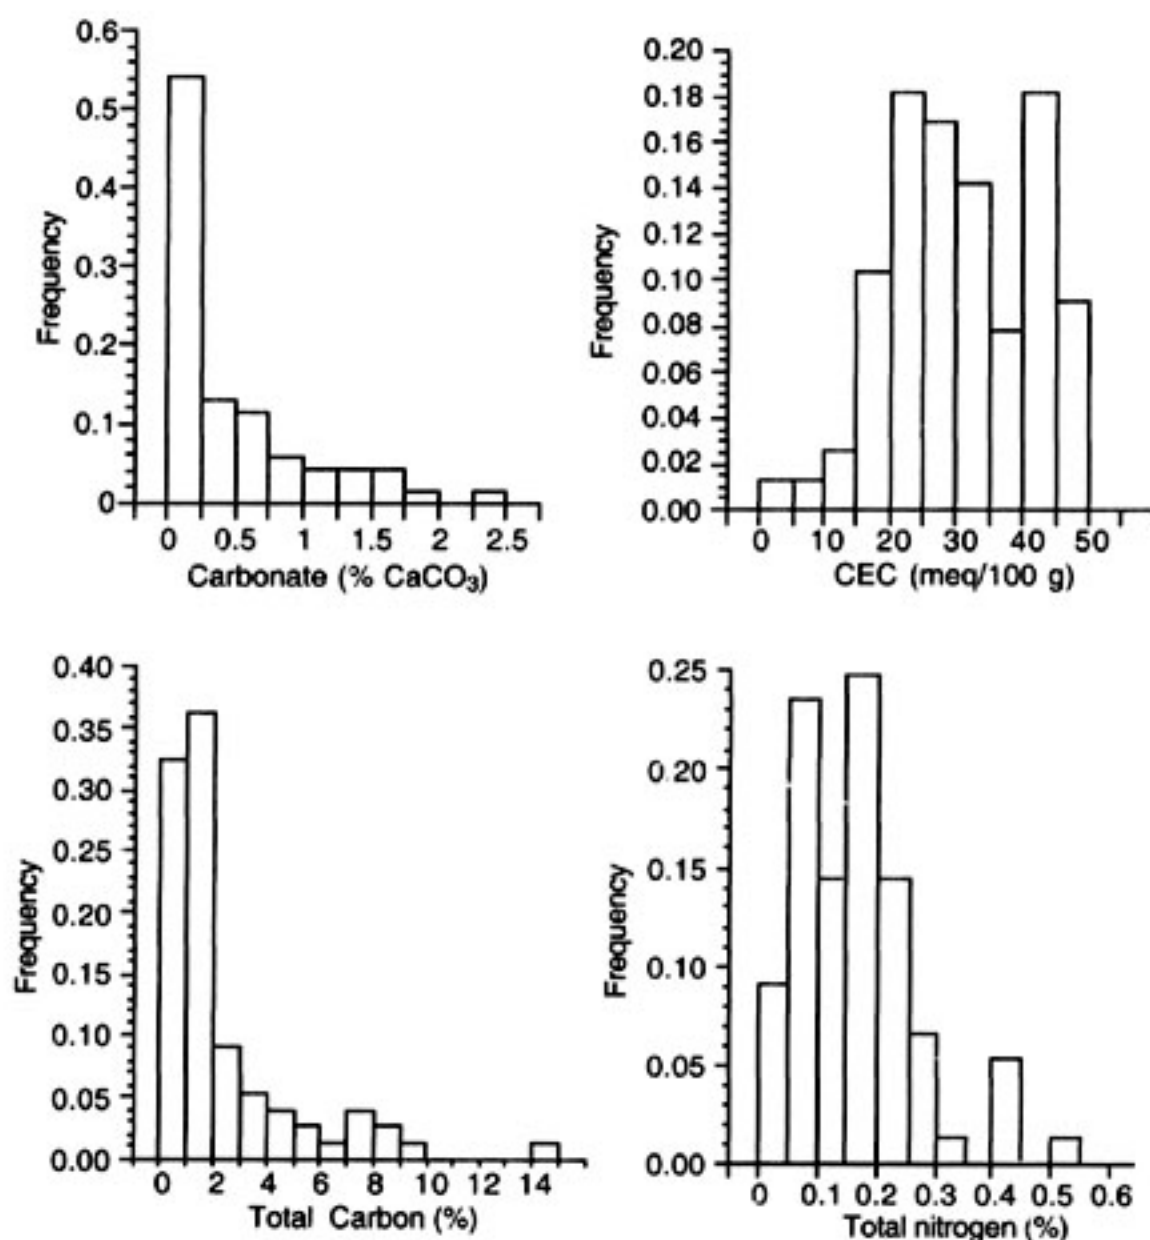 0.6
0.5
0.4
0.3
0.2
0.1
0
Frequency
0 0.5 1 1.5 2 2.5
Carbonate (% CaCO₃)
0.20
0.18
0.16
0.14
0.12
0.10
0.08
0.06
0.04
0.02
0.00
Frequency
0 10 20 30 40 50
CEC (meq/100 g)
0.40
0.35
0.30
0.25
0.20
0.15
0.10
0.05
0.00
Frequency
0 2 4 6 8 10 12 14
Total Carbon (%)
0.25
0.20
0.15
0.10
0.05
0.00
Frequency
0 0.1 0.2 0.3 0.4 0.5 0.6
Total nitrogen (%)